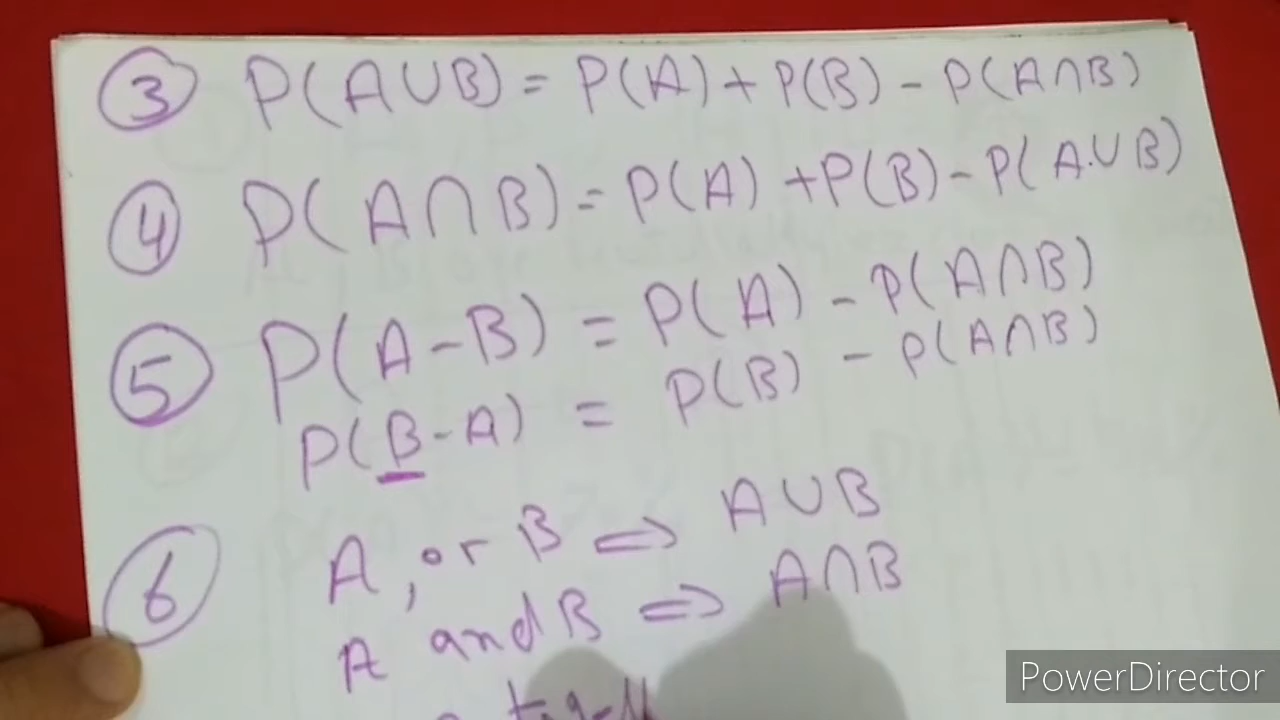 ③ P(A∪B) = P(A) + P(B) - P(A∩B)
④ P(A∩B) = P(A) + P(B) - P(A∪B)
⑤ P(A-B) = P(A) - P(A∩B)
P(B-A) = P(B) - P(A∩B)
⑥ A, or B ⇔ A∪B
A and B ⇔ A∩B
PowerDirector